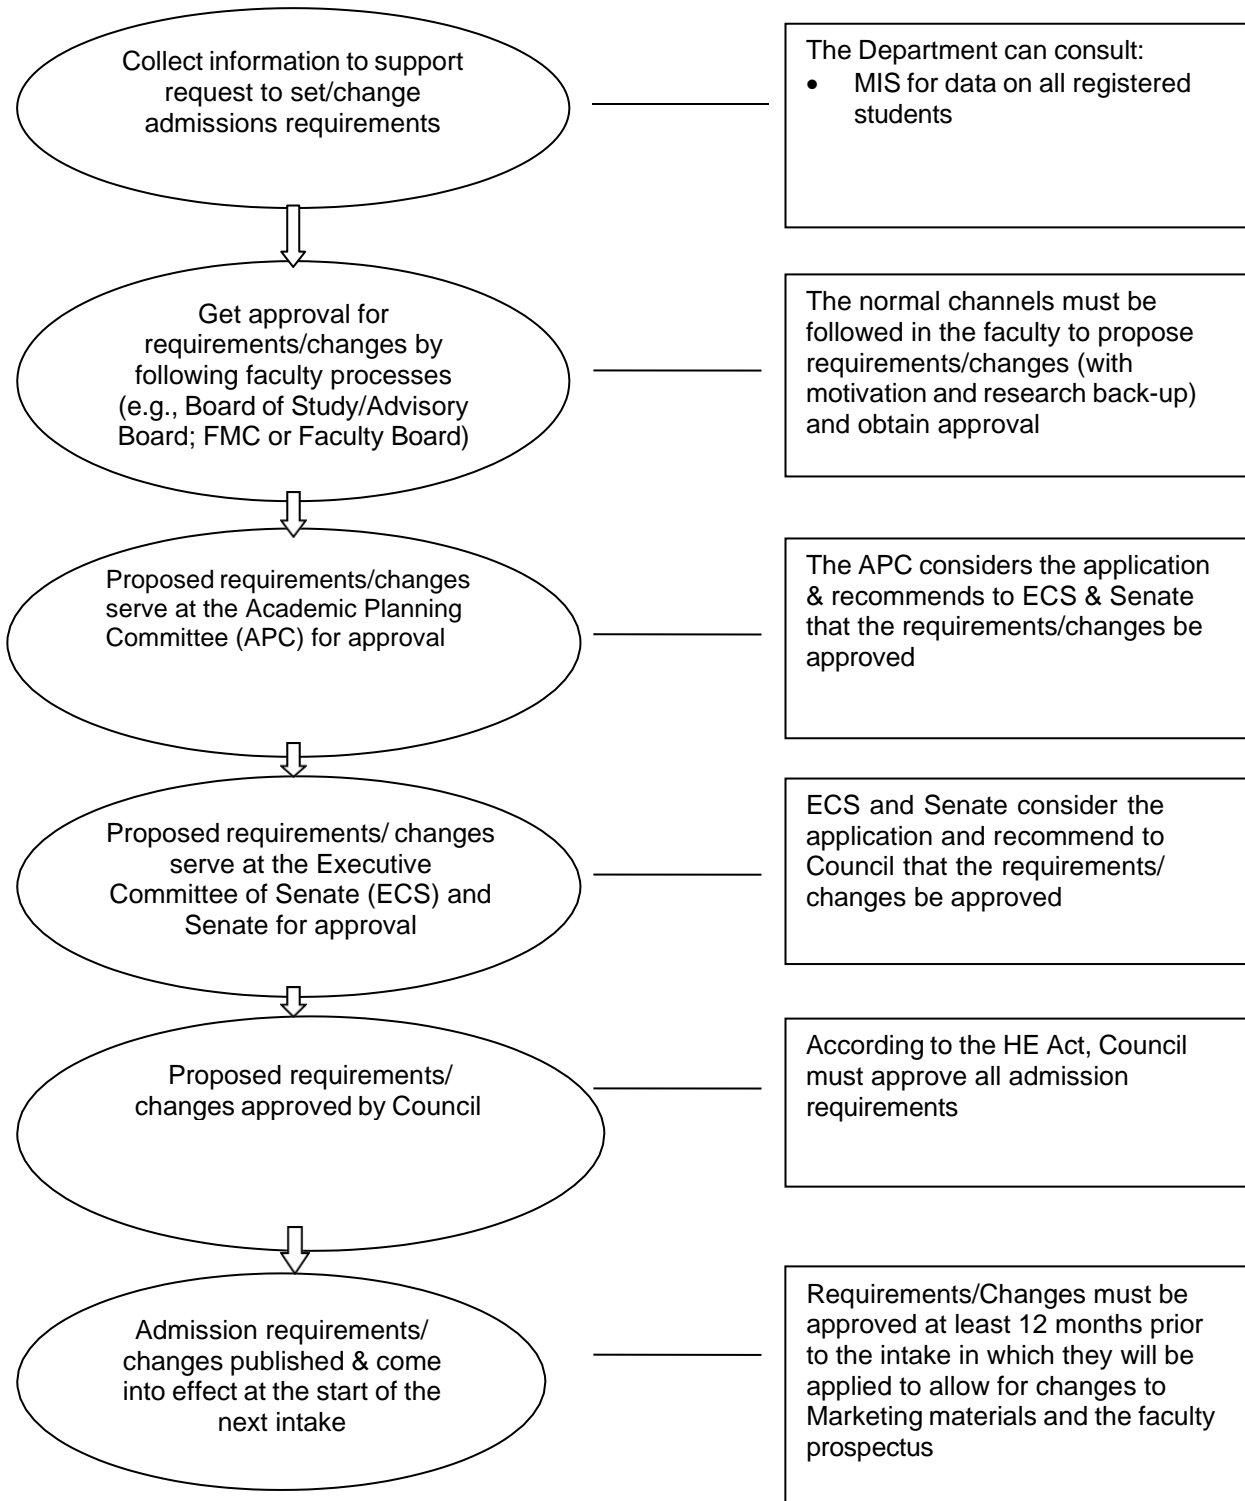 Collect information to support
request to set/change
admissions requirements
The Department can consult:
• MIS for data on all registered
students
Get approval for
requirements/changes by
following faculty processes
(e.g., Board of Study/Advisory
Board; FMC or Faculty Board)
The normal channels must be
followed in the faculty to propose
requirements/changes (with
motivation and research back-up)
and obtain approval
Proposed requirements/changes
serve at the Academic Planning
Committee (APC) for approval
The APC considers the application
& recommends to ECS & Senate
that the requirements/changes be
approved
Proposed requirements/ changes
serve at the Executive
Committee of Senate (ECS) and
Senate for approval
ECS and Senate consider the
application and recommend to
Council that the requirements/
changes be approved
Proposed requirements/
changes approved by Council
According to the HE Act, Council
must approve all admission
requirements
Admission requirements/
changes published & come
into effect at the start of the
next intake
Requirements/Changes must be
approved at least 12 months prior
to the intake in which they will be
applied to allow for changes to
Marketing materials and the faculty
prospectus